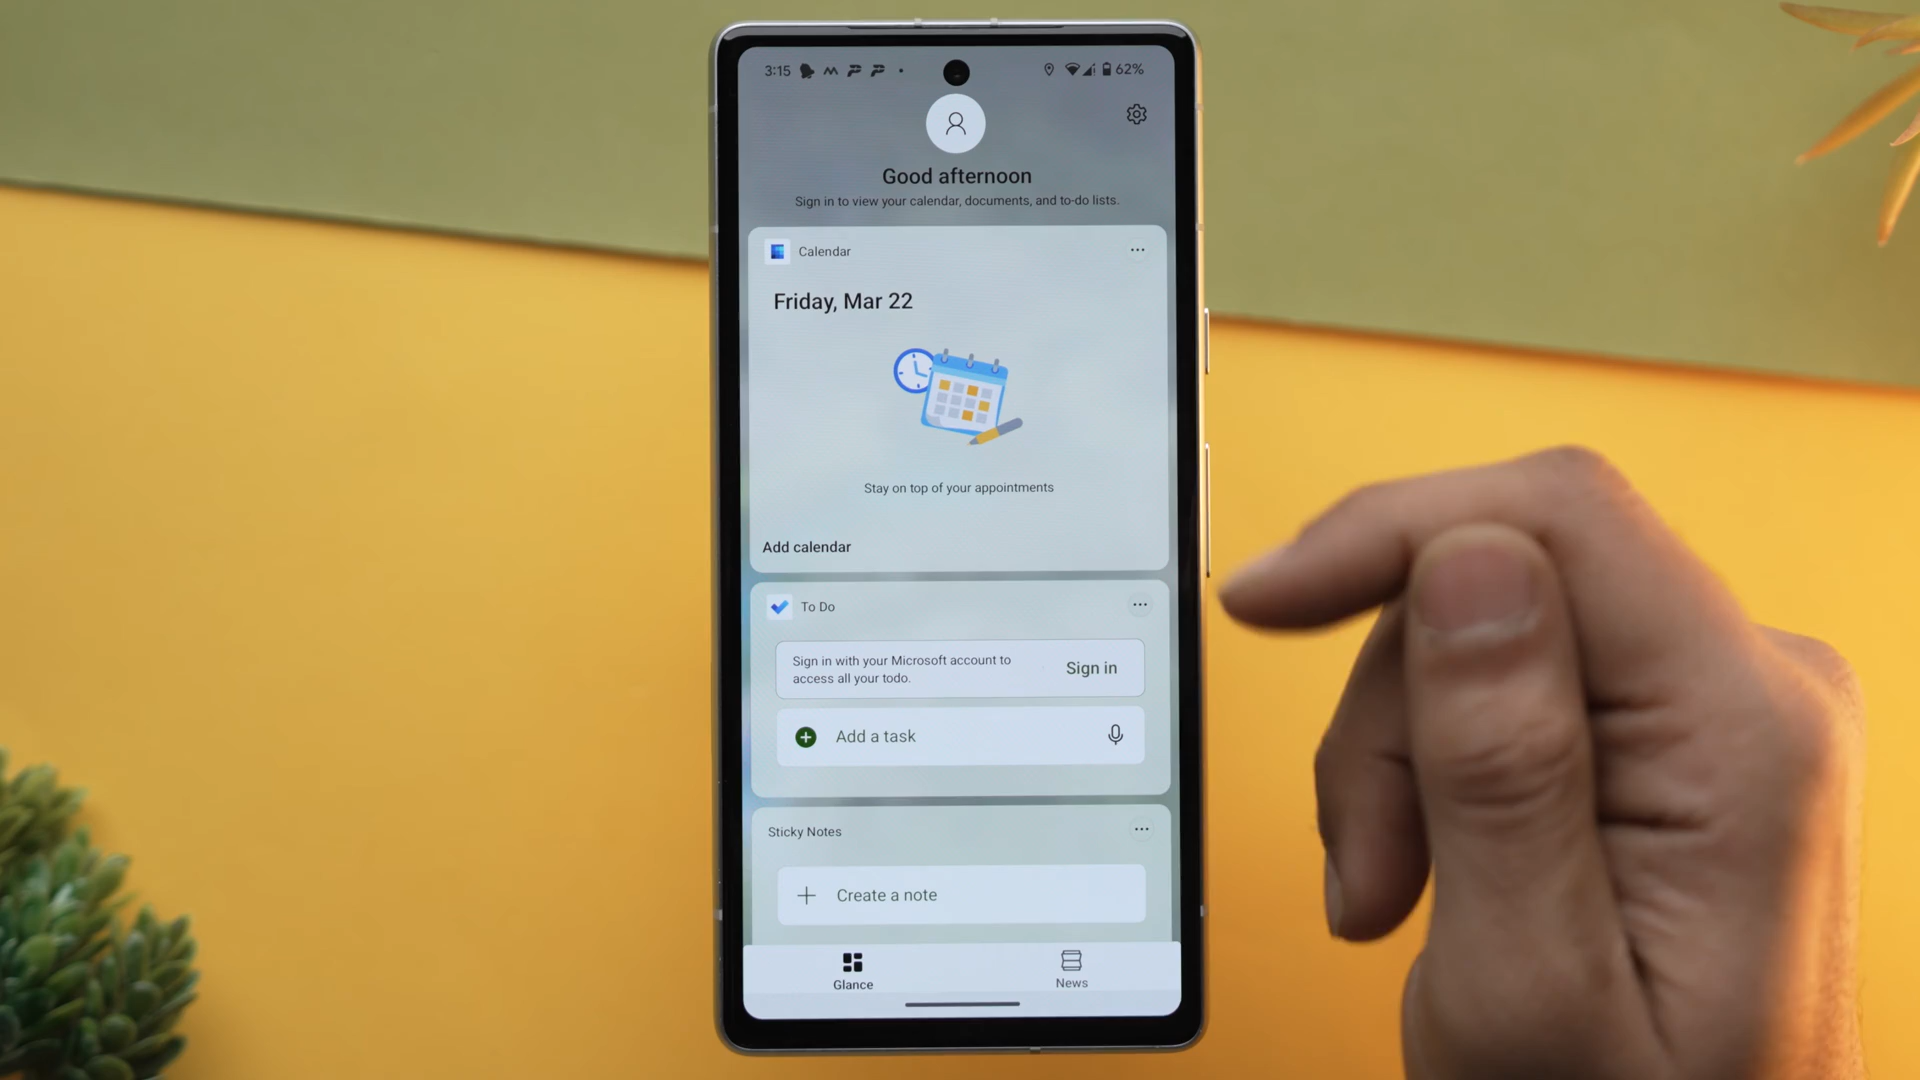 3:15
62%
Good afternoon
Sign in to view your calendar, documents, and to-do lists.
Calendar
Friday, Mar 22
Stay on top of your appointments
Add calendar
To Do
Sign in with your Microsoft account to
access all your todo.
Sign in
Add a task
Sticky Notes
Create a note
Glance
News